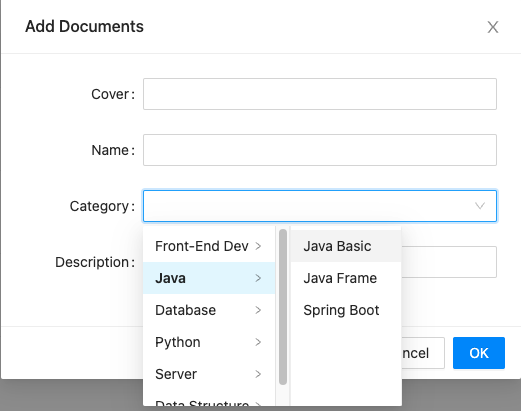 Add Documents
Cover:
Name:
Category:
Front-End Dev
Java Basic
Description:
Java
Java Frame
Database
Spring Boot
Python
Server
Data Structure
ncel
OK